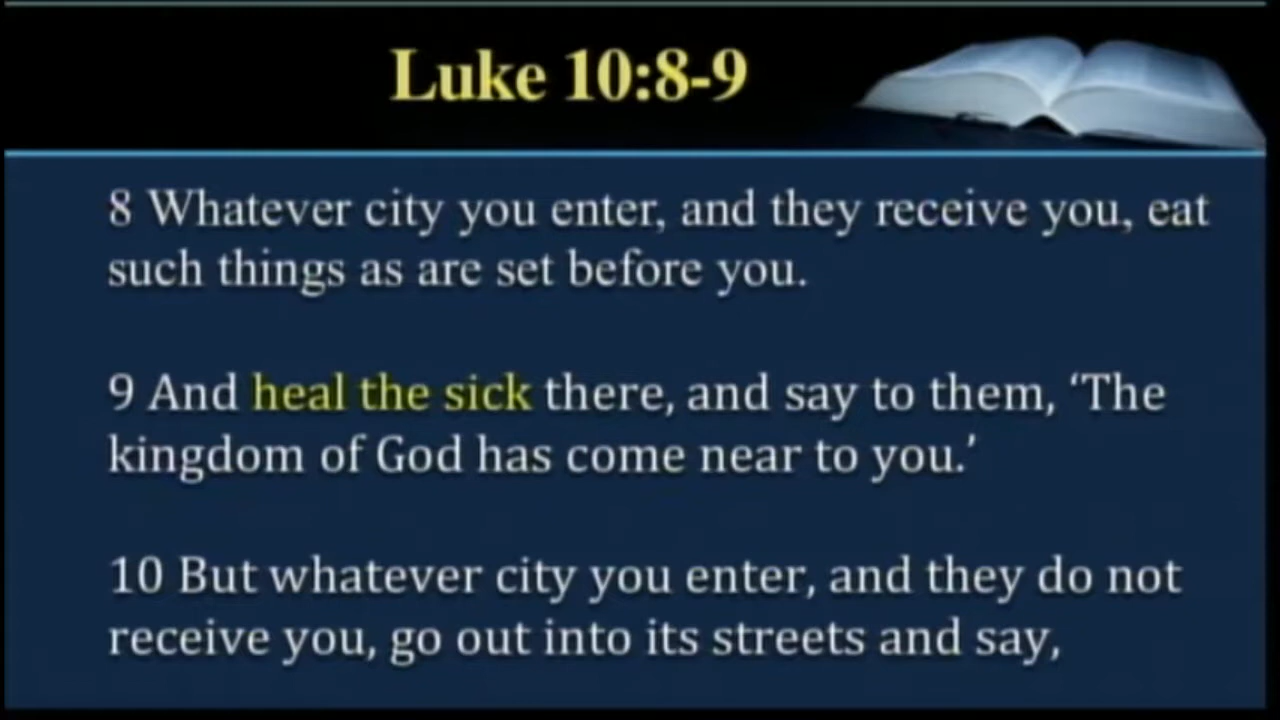 Luke 10:8-9
8 Whatever city you enter, and they receive you, eat
such things as are set before you.
9 And heal the sick there, and say to them, ‘The
kingdom of God has come near to you.’
10 But whatever city you enter, and they do not
receive you, go out into its streets and say,